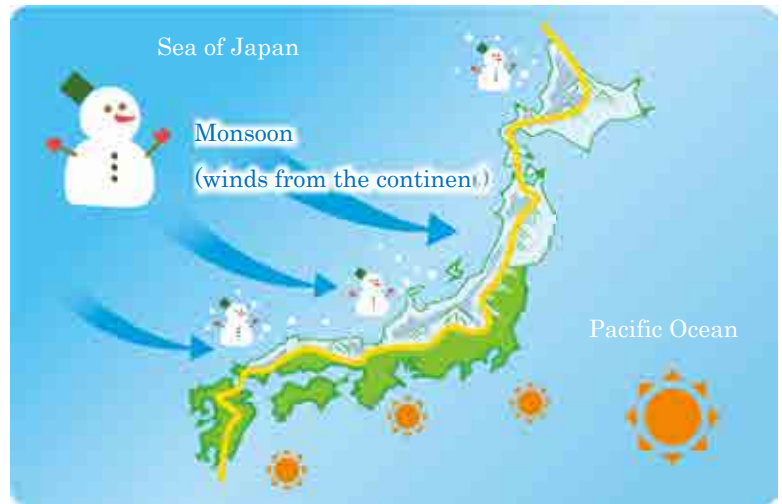 Sea of Japan
Monsoon
(winds from the continen )
Pacific Ocean